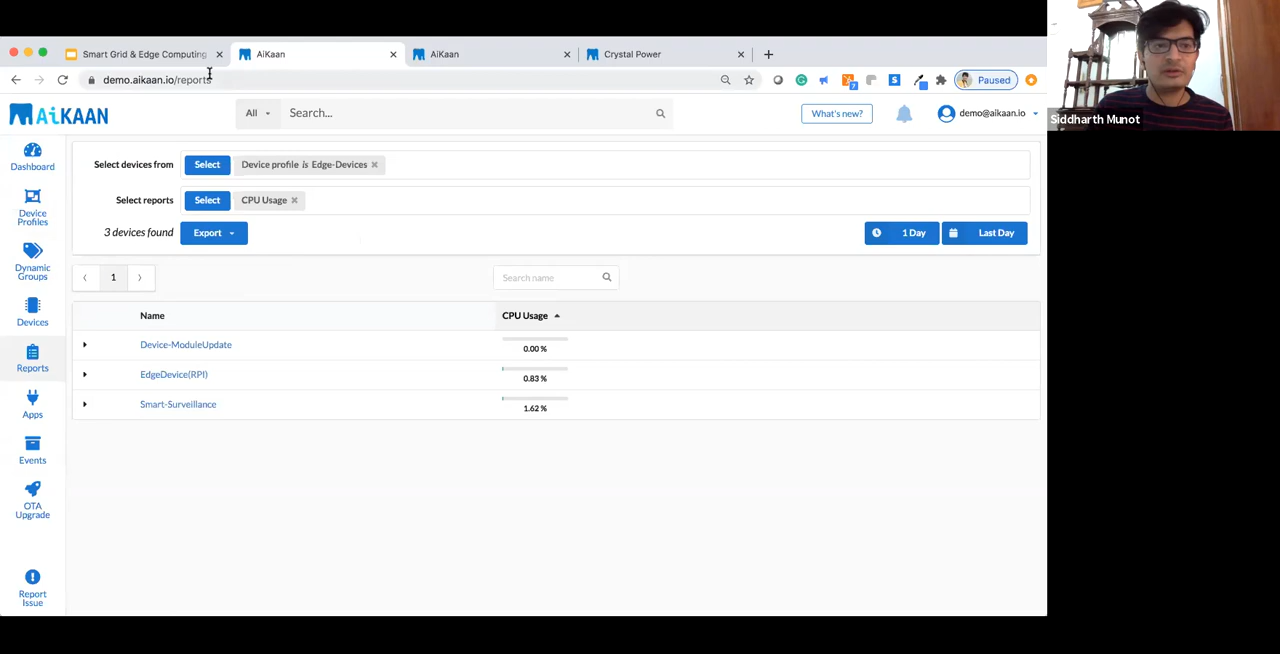 Smart Grid & Edge Computing
AiKaan
AiKaan
Crystal Power
demo.aikaan.io/reports
7
S
Paused
AiKAAN
All
Search...
What's new?
demo@aikaan.io
Siddharth Munot
Dashboard
Device
Profiles
Dynamic
Groups
Devices
Reports
Apps
Events
OTA
Upgrade
Report
Issue
Select devices from
Select
Device profile is Edge-Devices
Select reports
Select
CPU Usage
3 devices found
Export
1 Day
Last Day
1
Search name
Name
CPU Usage
Device-ModuleUpdate
0.00 %
EdgeDevice(RPI)
0.83 %
Smart-Surveillance
1.62 %